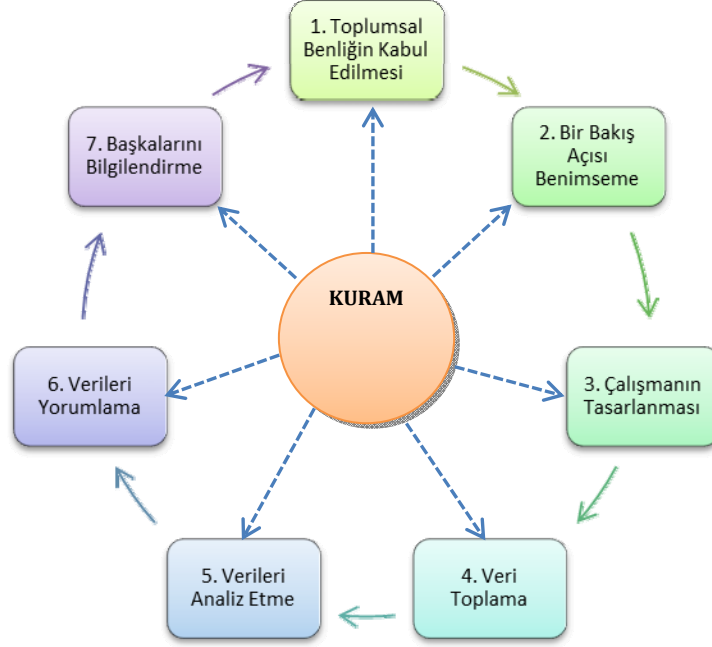 1. Toplumsal
Benliğin Kabul
Edilmesi
2. Bir Bakış
Açısı
Benimseme
3. Çalışmanın
Tasarlanması
4. Veri
Toplama
5. Verileri
Analiz Etme
6. Verileri
Yorumlama
7. Başkalarını
Bilgilendirme
KURAM